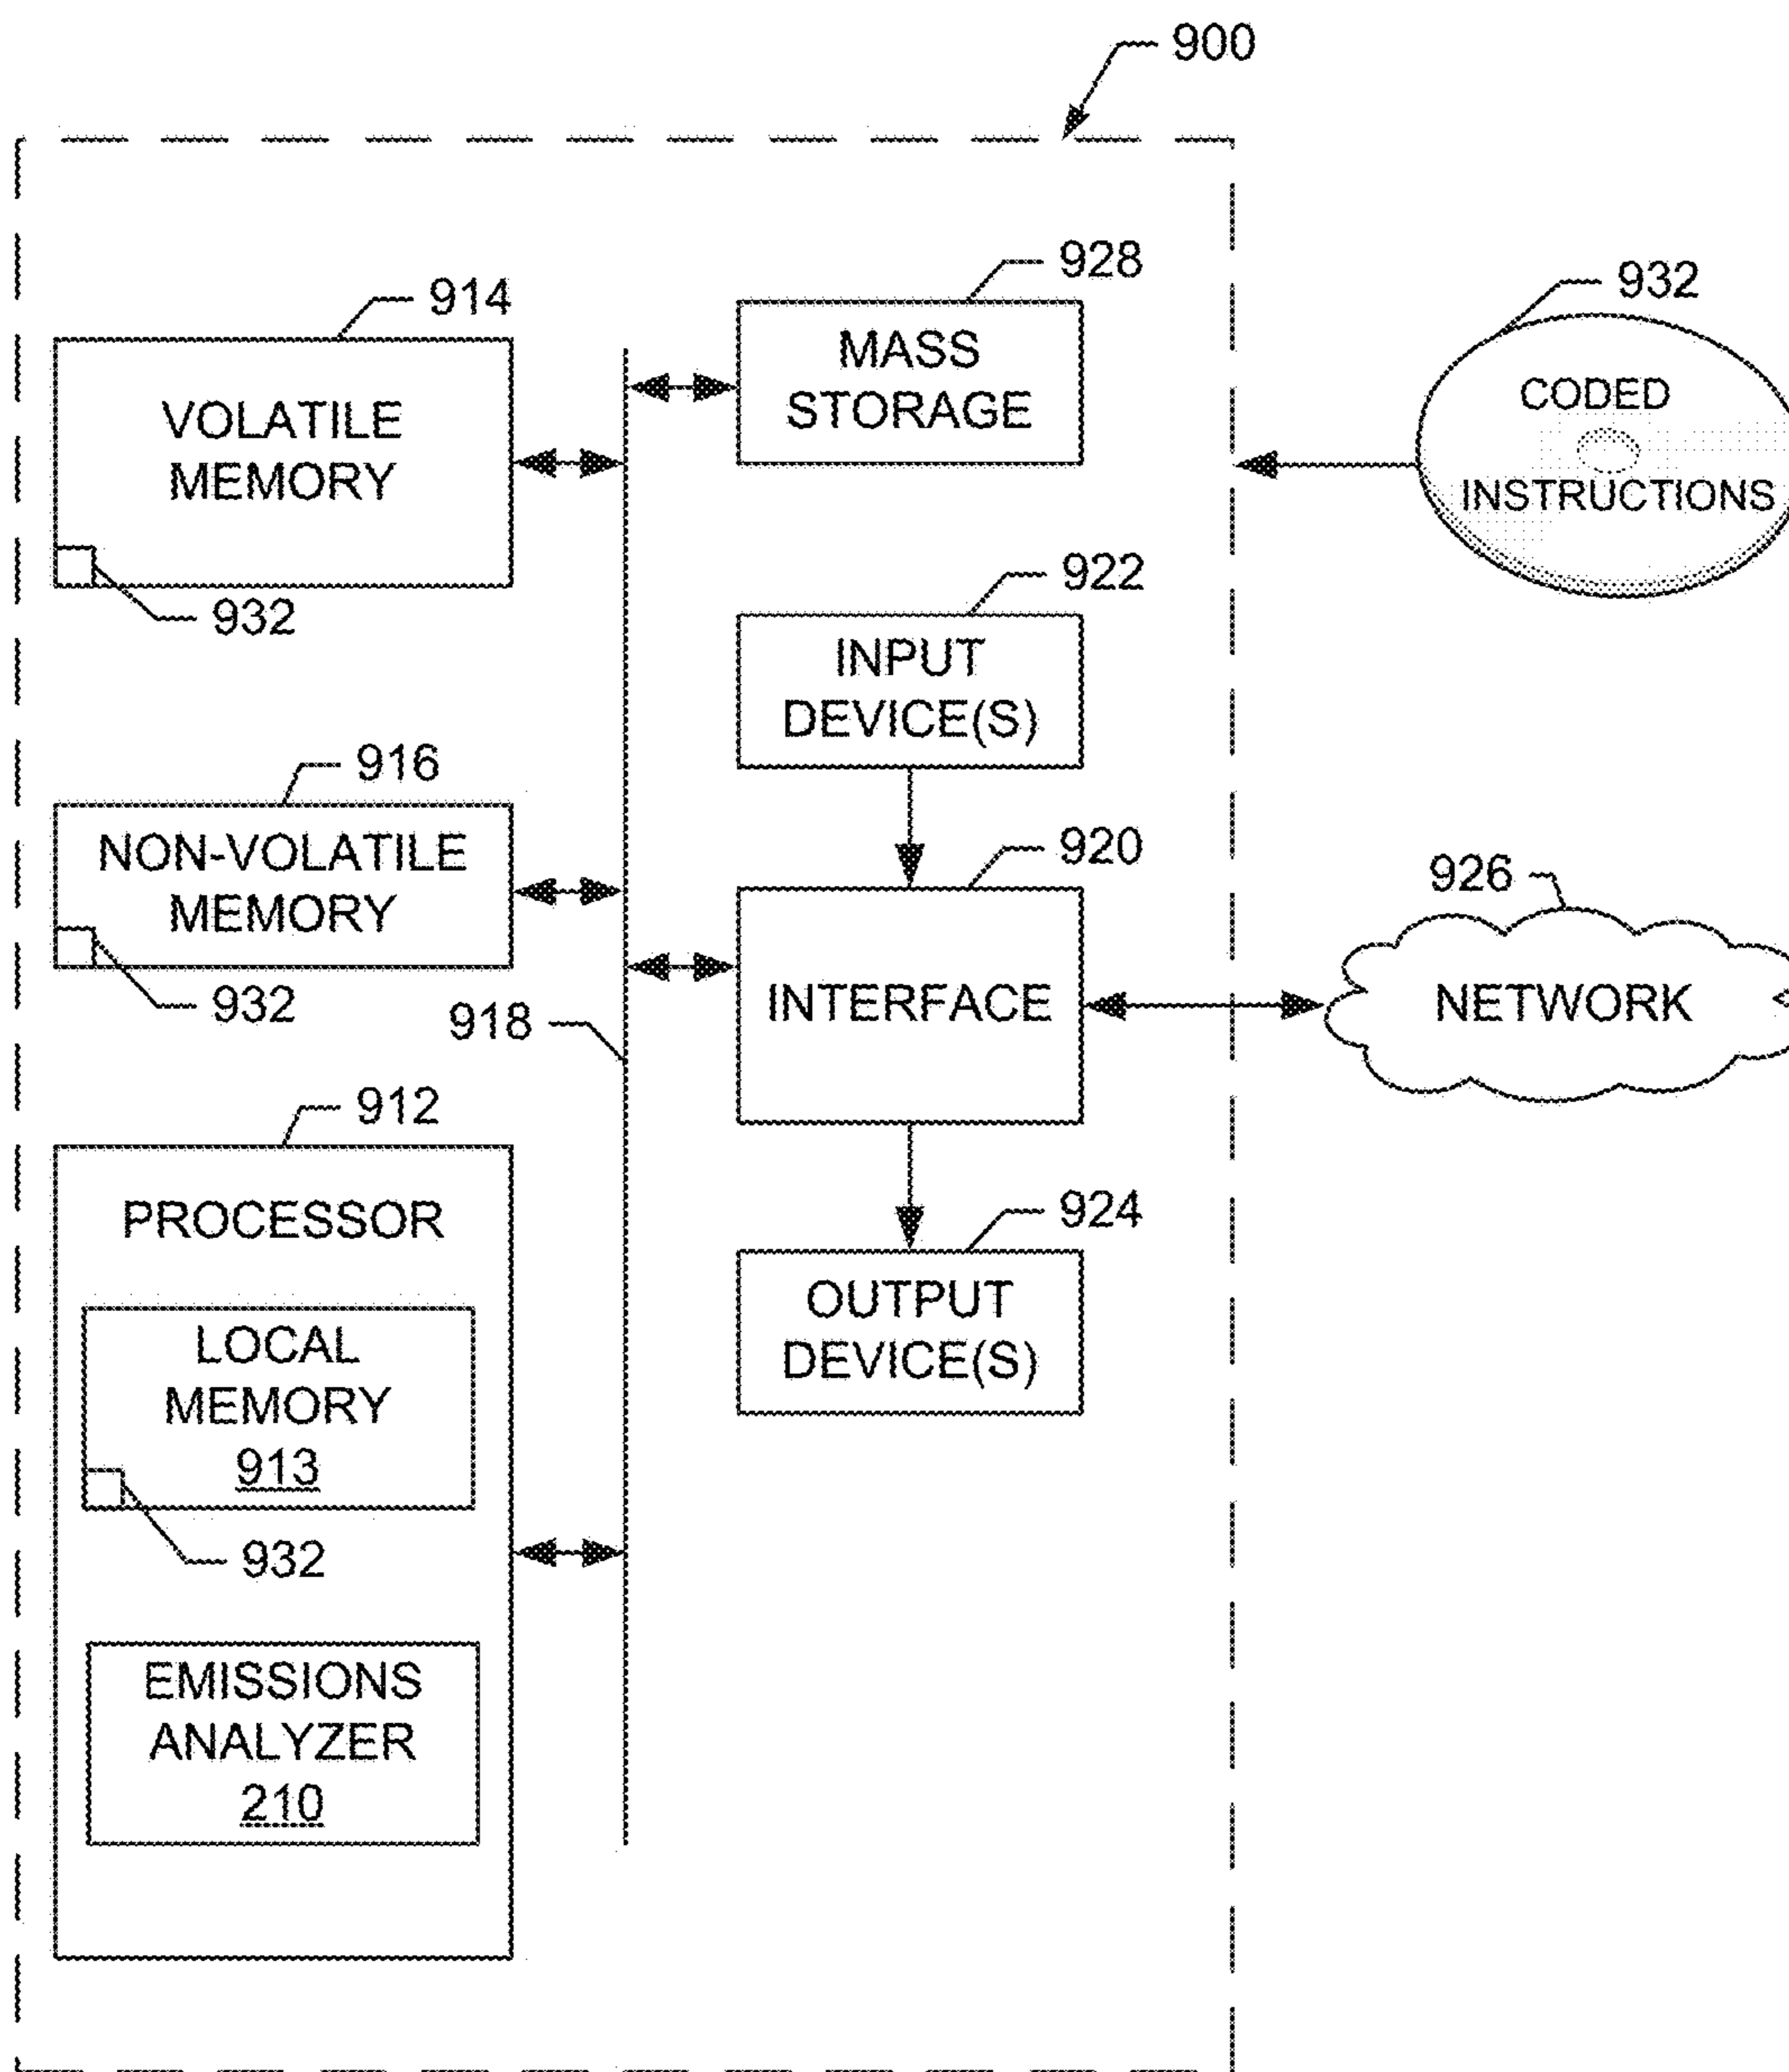 900
928
914
MASS
STORAGE
932
VOLATILE
MEMORY
CODED
INSTRUCTIONS
932
922
INPUT
DEVICE(S)
916
NON-VOLATILE
MEMORY
920
926
932
918
INTERFACE
NETWORK
912
PROCESSOR
924
OUTPUT
DEVICE(S)
LOCAL
MEMORY
913
932
EMISSIONS
ANALYZER
210